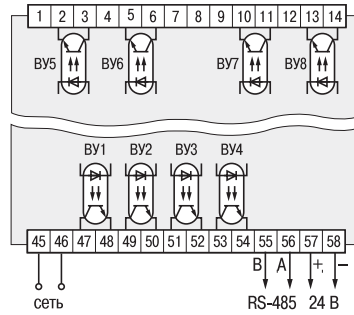 1 2 3 4 5 6 7 8 9 10 11 12 13 14
ВУ5 ВУ6 ВУ7 ВУ8
ВУ1 ВУ2 ВУ3 ВУ4
45 46 47 48 49 50 51 52 53 54 55 56 57 58
B A + −
сеть RS-485 24 В